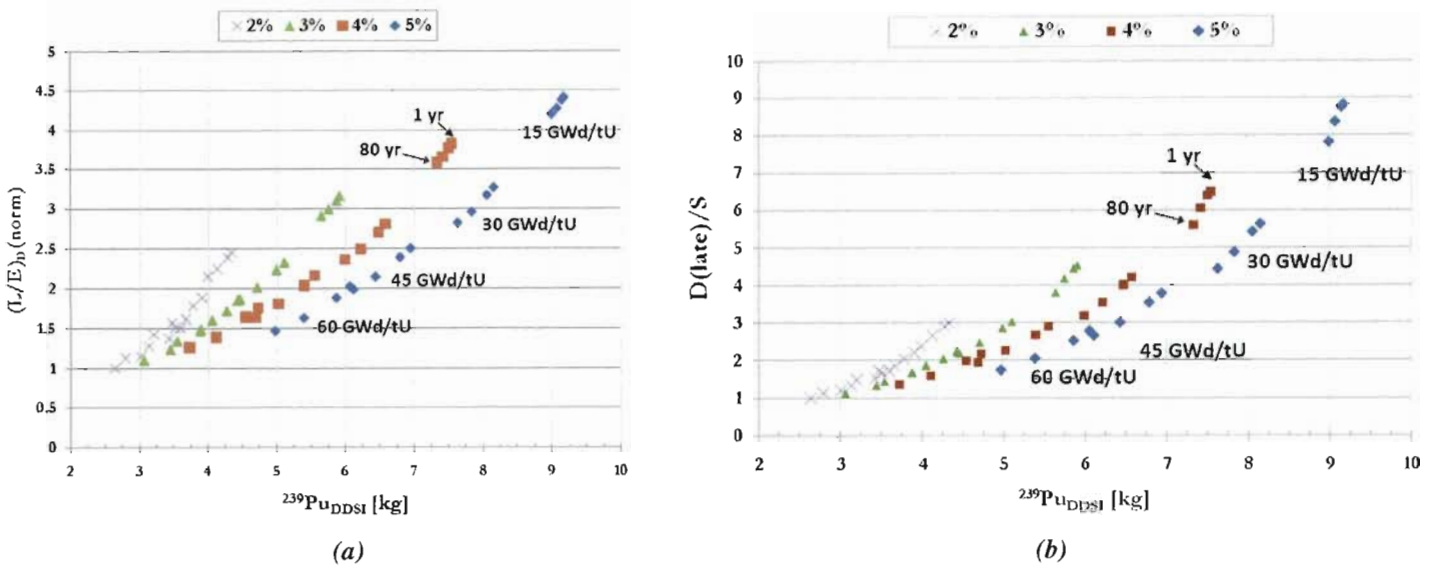 2% 3% 4% 5%
(L/E)D(norm)
5
4.5
4
3.5
3
2.5
2
1.5
1
0.5
0
1 yr
80 yr
15 GWd/tU
30 GWd/tU
45 GWd/tU
60 GWd/tU
2 3 4 5 6 7 8 9 10
²³⁹Pu_DDSI [kg]
(a)
2% 3% 4% 5%
D(late)/S
10
9
8
7
6
5
4
3
2
1
0
1 yr
80 yr
15 GWd/tU
30 GWd/tU
45 GWd/tU
60 GWd/tU
2 3 4 5 6 7 8 9 10
²³⁹Pu_DDSI [kg]
(b)